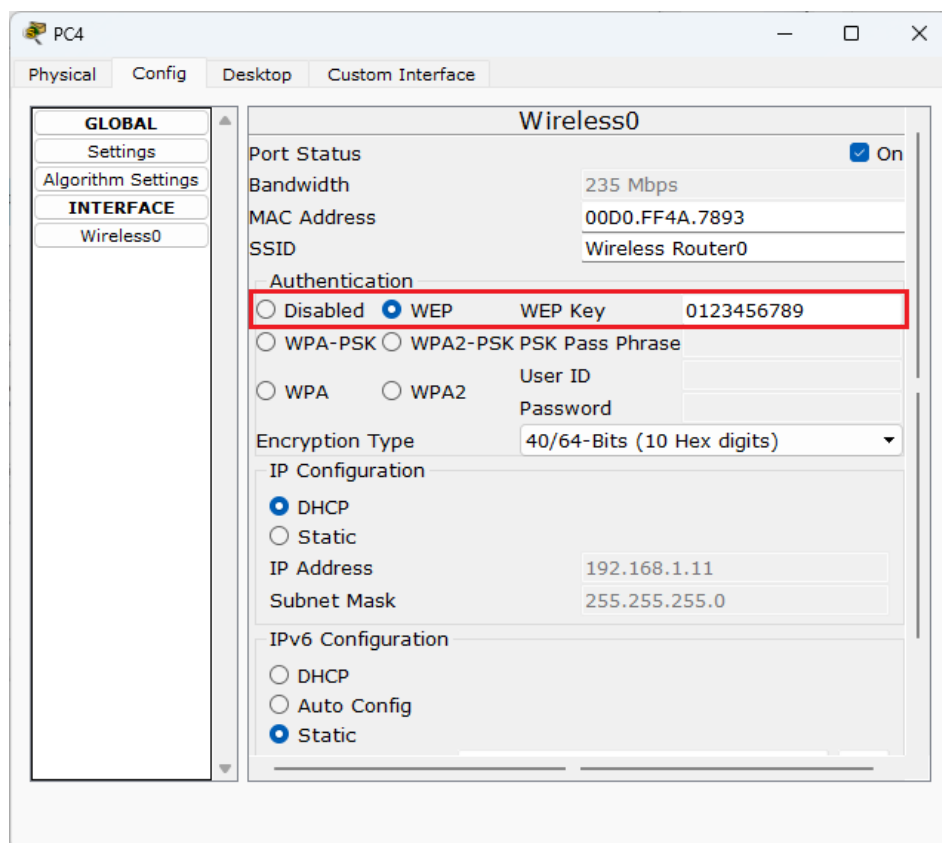 PC4
Physical Config Desktop Custom Interface
GLOBAL
Settings
Algorithm Settings
INTERFACE
Wireless0
Wireless0
Port Status On
Bandwidth 235 Mbps
MAC Address 00D0.FF4A.7893
SSID Wireless Router0
Authentication
Disabled WEP WEP Key 0123456789
WPA-PSK WPA2-PSK PSK Pass Phrase
WPA WPA2 User ID
Password
Encryption Type 40/64-Bits (10 Hex digits)
IP Configuration
DHCP
Static
IP Address 192.168.1.11
Subnet Mask 255.255.255.0
IPv6 Configuration
DHCP
Auto Config
Static